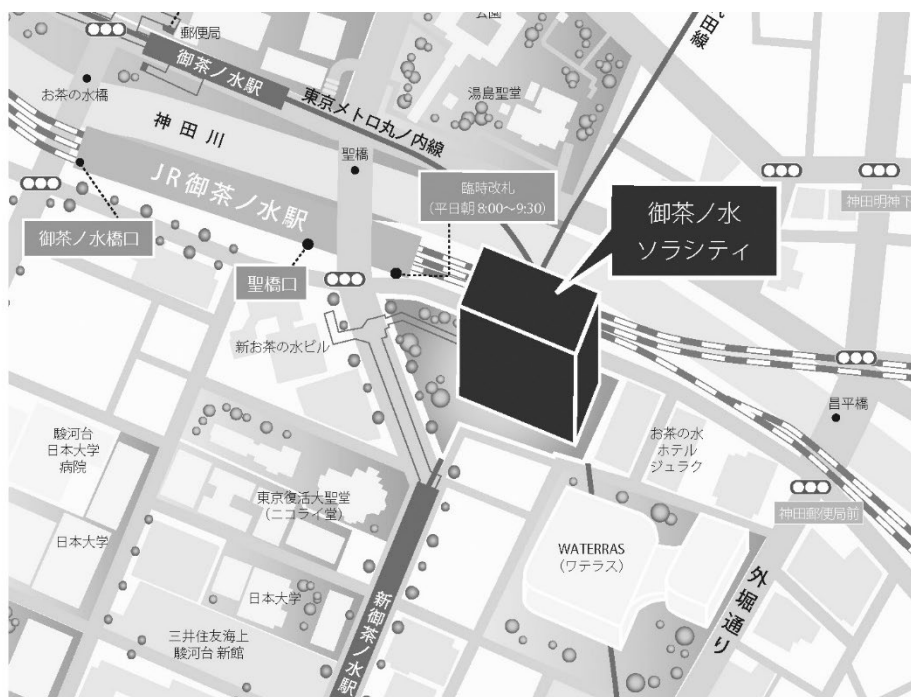 公園
郵便局
御茶ノ水駅
お茶の水橋
東京メトロ丸ノ内線
湯島聖堂
田線
神田川
聖橋
JR御茶ノ水駅
臨時改札
(平日朝 8:00〜9:30)
御茶ノ水
ソラシティ
神田明神下
御茶ノ水橋口
聖橋口
新お茶の水ビル
昌平橋
駿河台
日本大学
病院
お茶の水
ホテル
ジュラク
東京復活大聖堂
(ニコライ堂)
神田郵便局前
日本大学
WATERRAS
(ワテラス)
外堀通り
日本大学
新御茶ノ水駅
三井住友海上
駿河台 新館